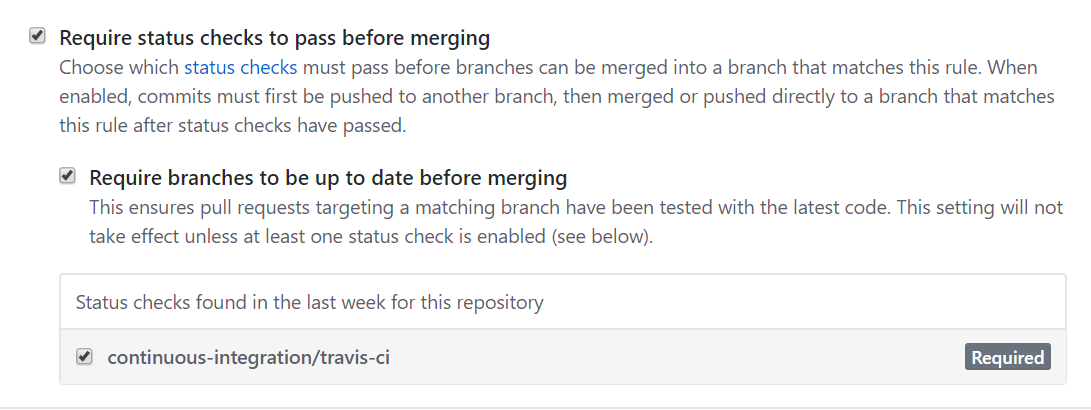 Require status checks to pass before merging
Choose which status checks must pass before branches can be merged into a branch that matches this rule. When
enabled, commits must first be pushed to another branch, then merged or pushed directly to a branch that matches
this rule after status checks have passed.
Require branches to be up to date before merging
This ensures pull requests targeting a matching branch have been tested with the latest code. This setting will not
take effect unless at least one status check is enabled (see below).
Status checks found in the last week for this repository
continuous-integration/travis-ci Required